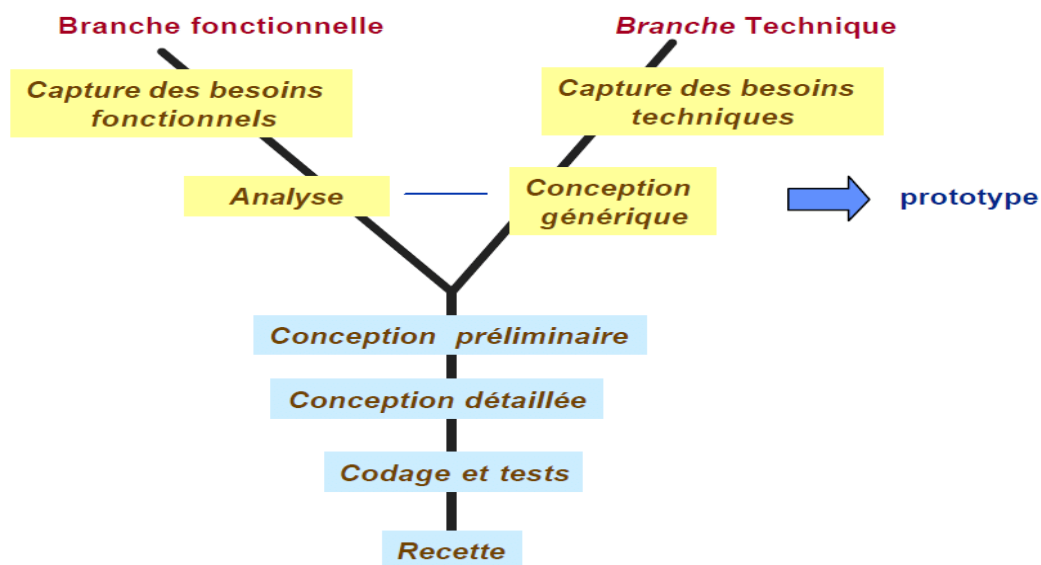 Branche fonctionnelle
Branche Technique
Capture des besoins
fonctionnels
Capture des besoins
techniques
Analyse
Conception
générique
prototype
Conception préliminaire
Conception détaillée
Codage et tests
Recette